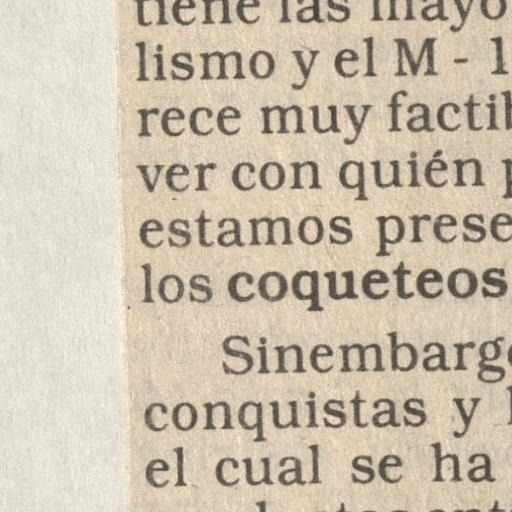 tiene las mayo
lismo y el M - 1
rece muy factib
ver con quién p
estamos prese
los coqueteos
Sinembargo
conquistas y
el cual se ha